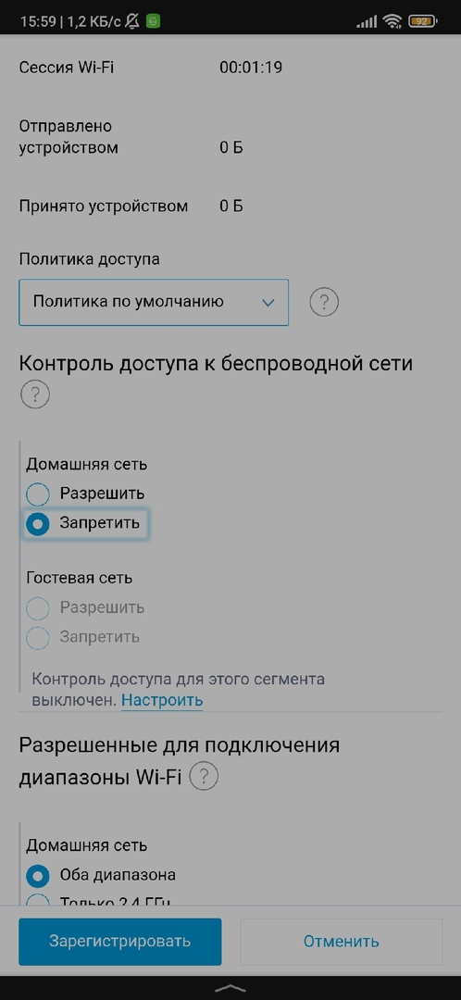 15:59 | 1,2 КБ/с 92
Сессия Wi-Fi 00:01:19
Отправлено
устройством 0 Б
Принято устройством 0 Б
Политика доступа
Политика по умолчанию ?
Контроль доступа к беспроводной сети
?
Домашняя сеть
Разрешить
Запретить
Гостевая сеть
Разрешить
Запретить
Контроль доступа для этого сегмента
выключен. Настроить
Разрешенные для подключения
диапазоны Wi-Fi ?
Домашняя сеть
Оба диапазона
Только 2,4 ГГц
Зарегистрировать Отменить